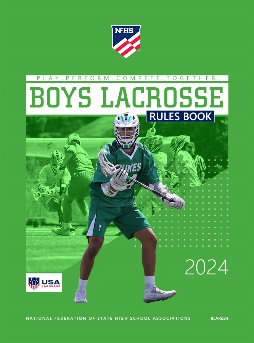 NFHS
PLAY. PERFORM. COMPETE. TOGETHER.
BOYS LACROSSE
RULES BOOK
DUKES
2024
USA
LACROSSE
NATIONAL FEDERATION OF STATE HIGH SCHOOL ASSOCIATIONS